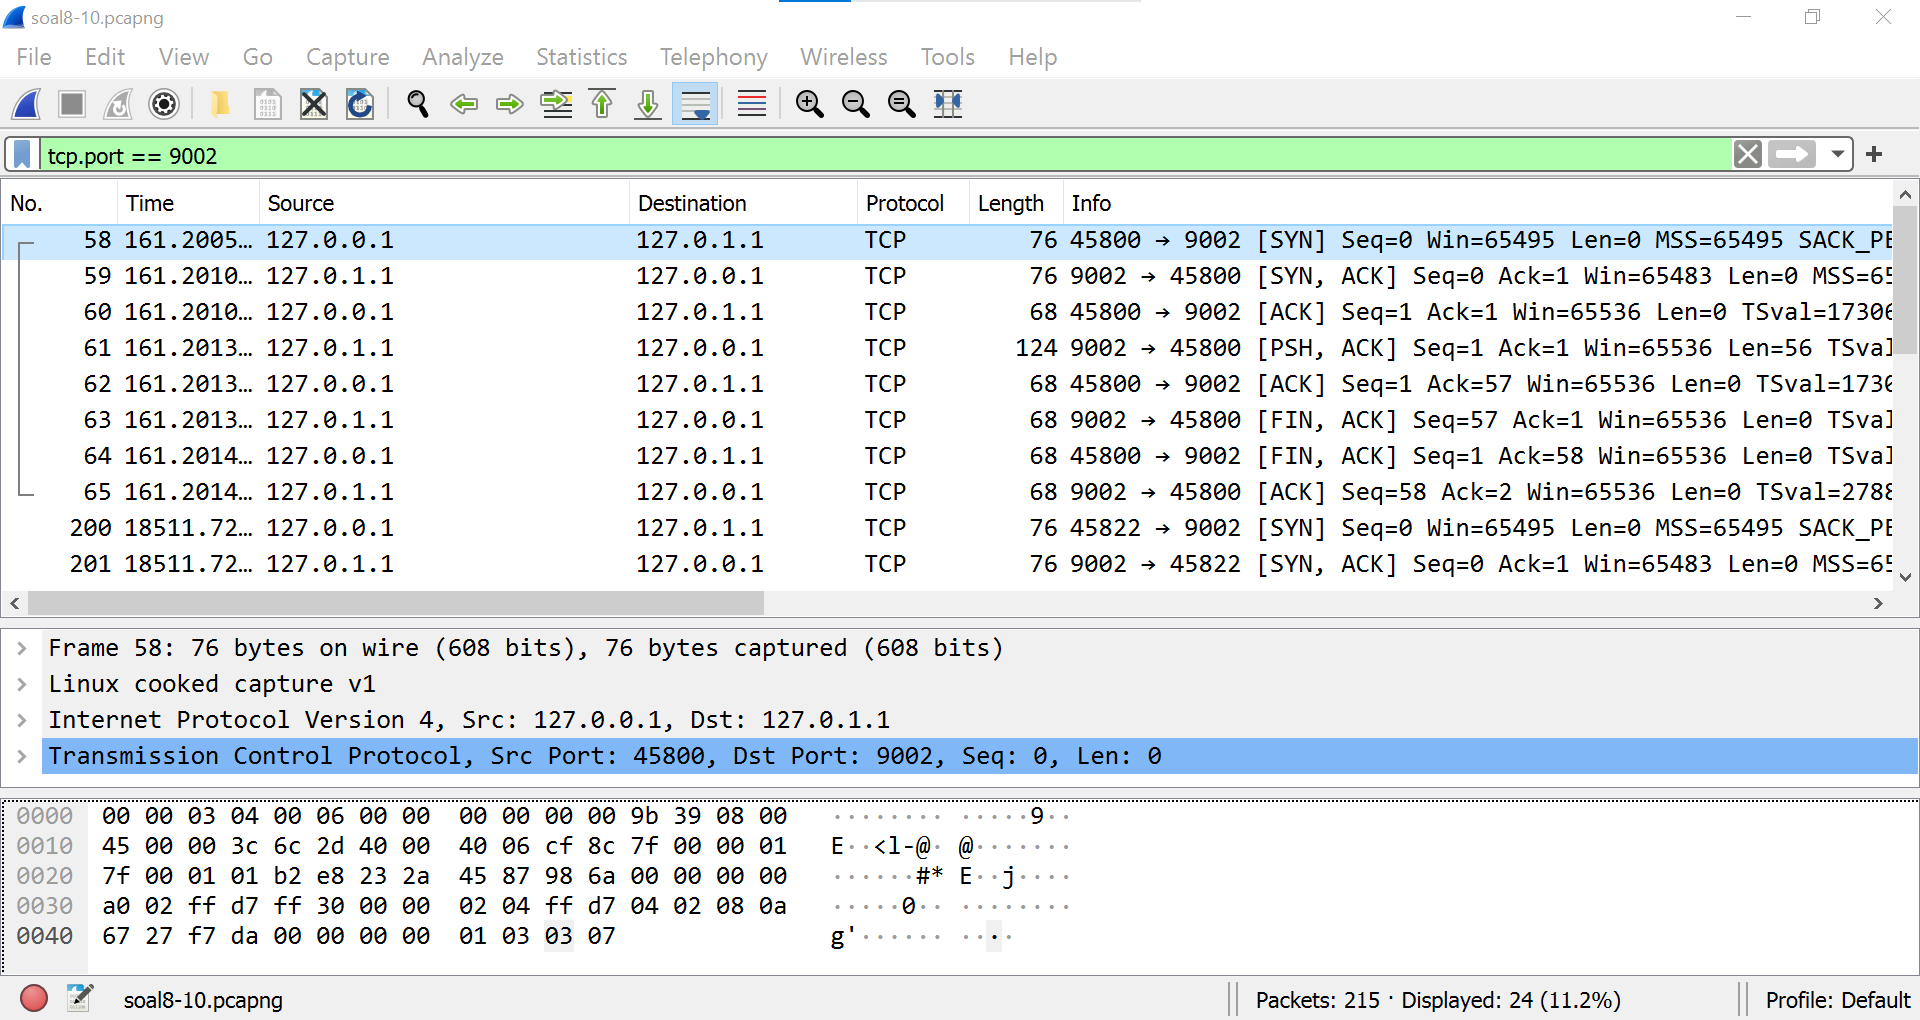 soal8-10.pcapng
File Edit View Go Capture Analyze Statistics Telephony Wireless Tools Help
tcp.port == 9002
No. Time Source Destination Protocol Length Info
58 161.2005… 127.0.0.1 127.0.1.1 TCP 76 45800 → 9002 [SYN] Seq=0 Win=65495 Len=0 MSS=65495 SACK_PE
59 161.2010… 127.0.1.1 127.0.0.1 TCP 76 9002 → 45800 [SYN, ACK] Seq=0 Ack=1 Win=65483 Len=0 MSS=65
60 161.2010… 127.0.0.1 127.0.1.1 TCP 68 45800 → 9002 [ACK] Seq=1 Ack=1 Win=65536 Len=0 TSval=17306
61 161.2013… 127.0.1.1 127.0.0.1 TCP 124 9002 → 45800 [PSH, ACK] Seq=1 Ack=1 Win=65536 Len=56 TSval
62 161.2013… 127.0.0.1 127.0.1.1 TCP 68 45800 → 9002 [ACK] Seq=1 Ack=57 Win=65536 Len=0 TSval=1730
63 161.2013… 127.0.1.1 127.0.0.1 TCP 68 9002 → 45800 [FIN, ACK] Seq=57 Ack=1 Win=65536 Len=0 TSval
64 161.2014… 127.0.0.1 127.0.1.1 TCP 68 45800 → 9002 [FIN, ACK] Seq=1 Ack=58 Win=65536 Len=0 TSval
65 161.2014… 127.0.1.1 127.0.0.1 TCP 68 9002 → 45800 [ACK] Seq=58 Ack=2 Win=65536 Len=0 TSval=2788
200 18511.72… 127.0.0.1 127.0.1.1 TCP 76 45822 → 9002 [SYN] Seq=0 Win=65495 Len=0 MSS=65495 SACK_PE
201 18511.72… 127.0.1.1 127.0.0.1 TCP 76 9002 → 45822 [SYN, ACK] Seq=0 Ack=1 Win=65483 Len=0 MSS=65
Frame 58: 76 bytes on wire (608 bits), 76 bytes captured (608 bits)
Linux cooked capture v1
Internet Protocol Version 4, Src: 127.0.0.1, Dst: 127.0.1.1
Transmission Control Protocol, Src Port: 45800, Dst Port: 9002, Seq: 0, Len: 0
0000 00 00 03 04 00 06 00 00 00 00 00 00 9b 39 08 00 ········ ·····9··
0010 45 00 00 3c 6c 2d 40 00 40 06 cf 8c 7f 00 00 01 E··<l-@· @·······
0020 7f 00 01 01 b2 e8 23 2a 45 87 98 6a 00 00 00 00 ······#* E··j····
0030 a0 02 ff d7 ff 30 00 00 02 04 ff d7 04 02 08 0a ·····0·· ········
0040 67 27 f7 da 00 00 00 00 01 03 03 07 g'······ ····
soal8-10.pcapng Packets: 215 · Displayed: 24 (11.2%) Profile: Default